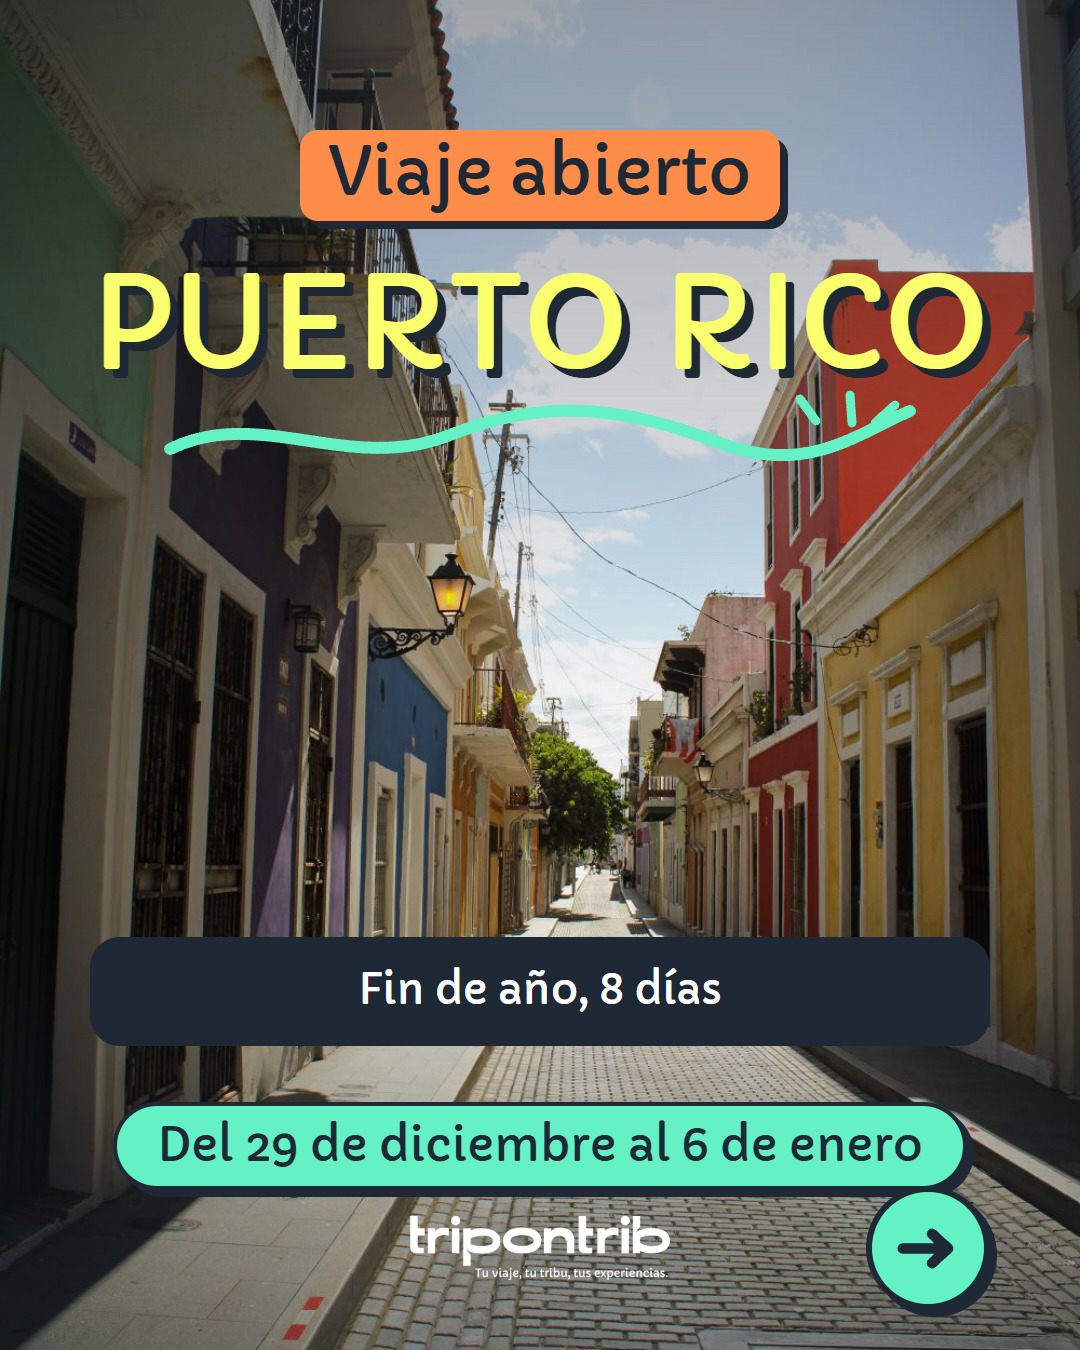 Viaje abierto
PUERTO RICO
Fin de año, 8 días
Del 29 de diciembre al 6 de enero
tripontrib
Tu viaje, tu tribu, tus experiencias.